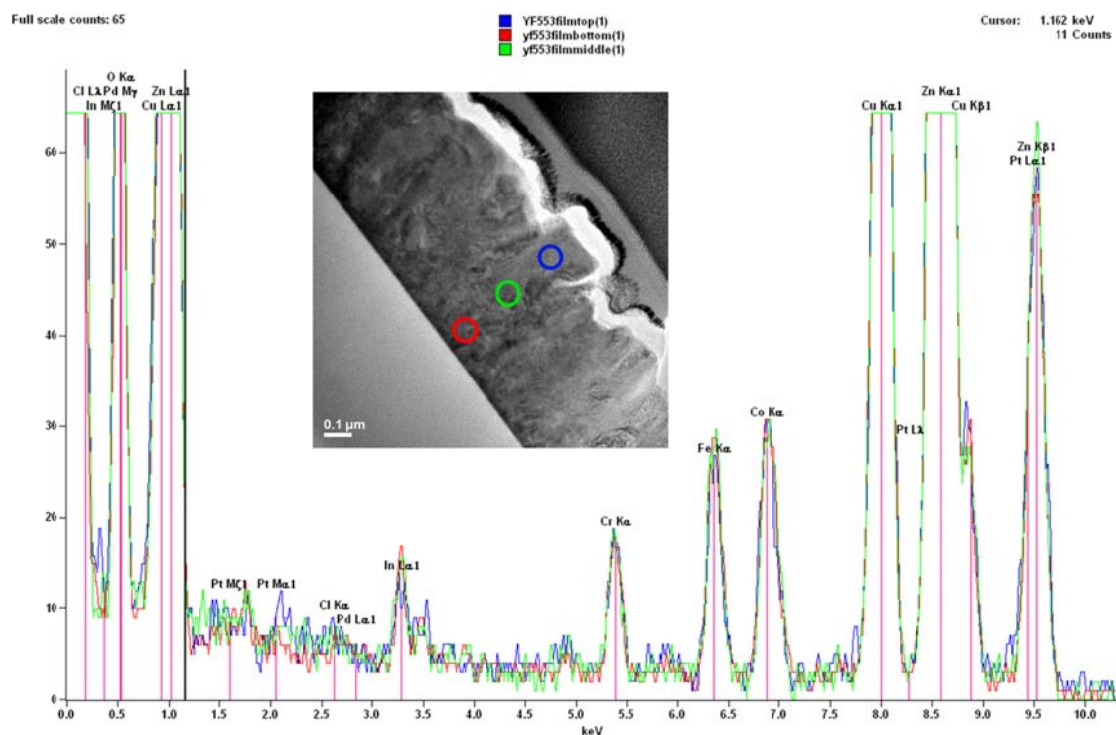 Full scale counts: 65
YF553filmtop(1)
yf553filmbottom(1)
yf553filmmiddle(1)
Cursor: 1.162 keV
11 Counts
O Kα
Cl Lλ Pd Mγ
In Mζ1
Zn Lα1
Cu Lα1
Zn Kα1
Cu Kα1
Cu Kβ1
Zn Kβ1
Pt Lα1
60
50
40
30
20
10
0
0.1 µm
Pt Lλ
Fe Kα
Co Kα
Cr Kα
In Lα1
Pt Mζ1
Pt Mα1
Cl Kα
Pd Lα1
0.0 0.5 1.0 1.5 2.0 2.5 3.0 3.5 4.0 4.5 5.0 5.5 6.0 6.5 7.0 7.5 8.0 8.5 9.0 9.5 10.0
keV